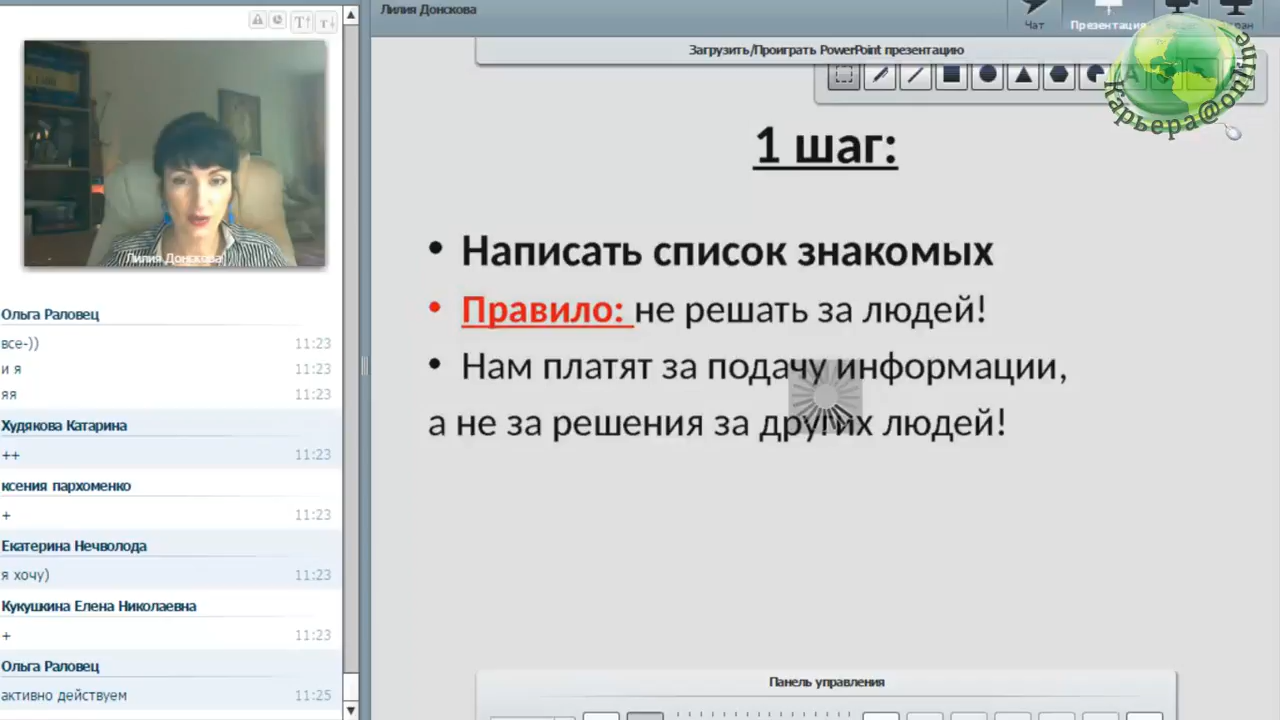 Лилия Донскова
Чат
Презентация
Загрузить/Проиграть PowerPoint презентацию
Карьера@online
1 шаг:
• Написать список знакомых
• Правило: не решать за людей!
• Нам платят за подачу информации,
а не за решения за других людей!
Панель управления
Лилия Донскова
Ольга Раловец
все-)) 11:23
и я 11:23
яя 11:23
Худякова Катарина
++ 11:23
ксения пархоменко
+ 11:23
Екатерина Нечволода
я хочу) 11:23
Кукушкина Елена Николаевна
+ 11:23
Ольга Раловец
активно действуем 11:25